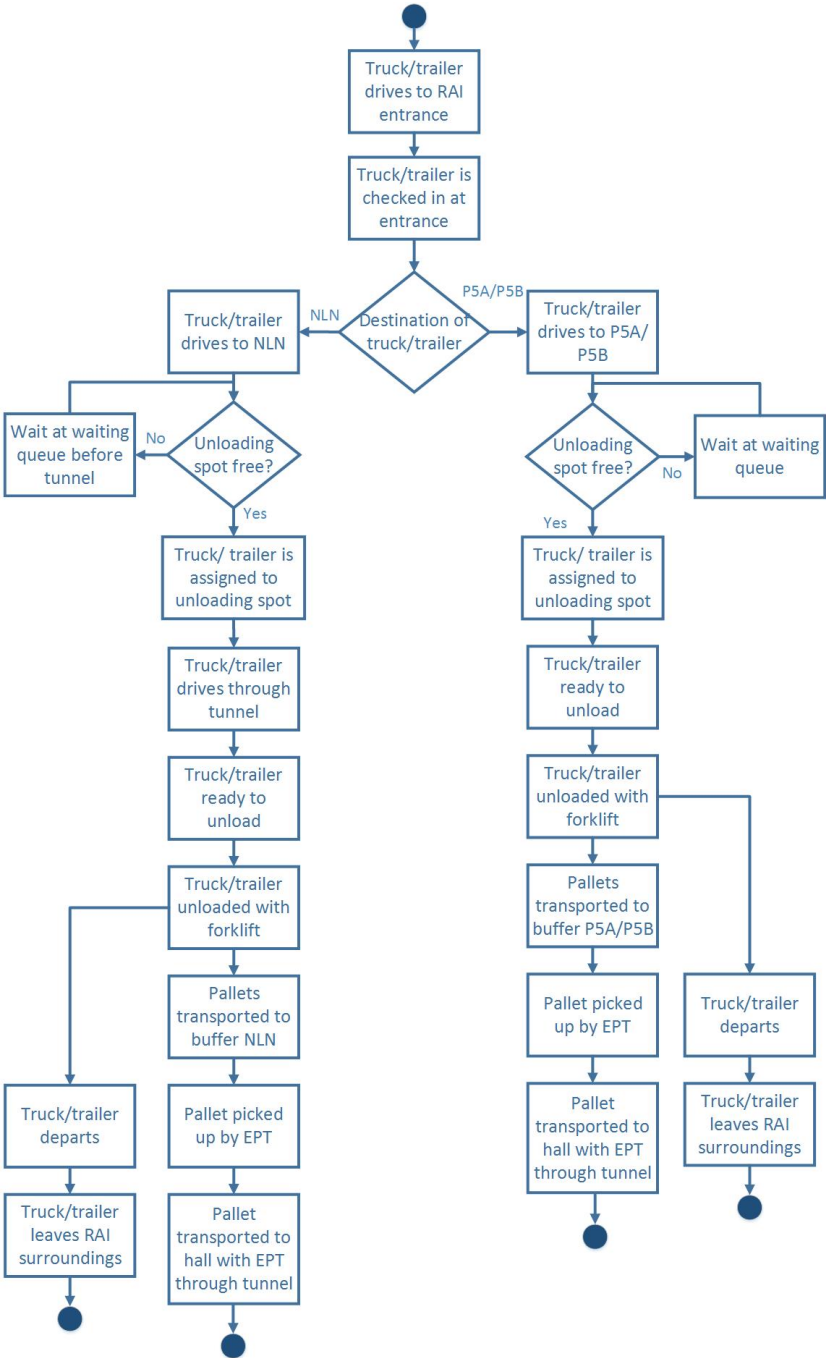 Truck/trailer
drives to RAI
entrance
Truck/trailer is
checked in at
entrance
Destination of
truck/trailer
NLN
P5A/P5B
Truck/trailer
drives to NLN
Unloading
spot free?
No
Wait at waiting
queue before
tunnel
Yes
Truck/ trailer is
assigned to
unloading spot
Truck/trailer
drives through
tunnel
Truck/trailer
ready to
unload
Truck/trailer
unloaded with
forklift
Pallets
transported to
buffer NLN
Pallet picked
up by EPT
Pallet
transported to
hall with EPT
through tunnel
Truck/trailer
departs
Truck/trailer
leaves RAI
surroundings
Truck/trailer
drives to P5A/
P5B
Unloading
spot free?
No
Wait at waiting
queue
Yes
Truck/ trailer is
assigned to
unloading spot
Truck/trailer
ready to
unload
Truck/trailer
unloaded with
forklift
Pallets
transported to
buffer P5A/P5B
Pallet picked
up by EPT
Pallet
transported to
hall with EPT
through tunnel
Truck/trailer
departs
Truck/trailer
leaves RAI
surroundings